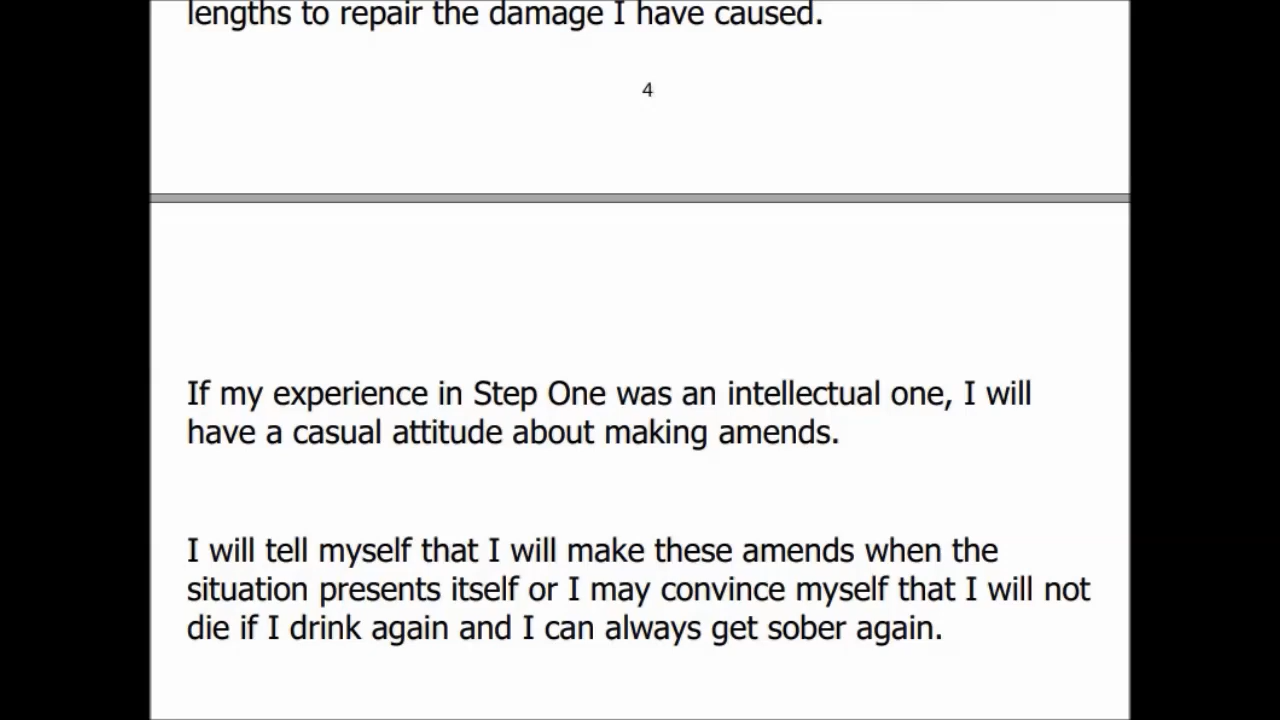 lengths to repair the damage I have caused.
4
If my experience in Step One was an intellectual one, I will
have a casual attitude about making amends.
I will tell myself that I will make these amends when the
situation presents itself or I may convince myself that I will not
die if I drink again and I can always get sober again.